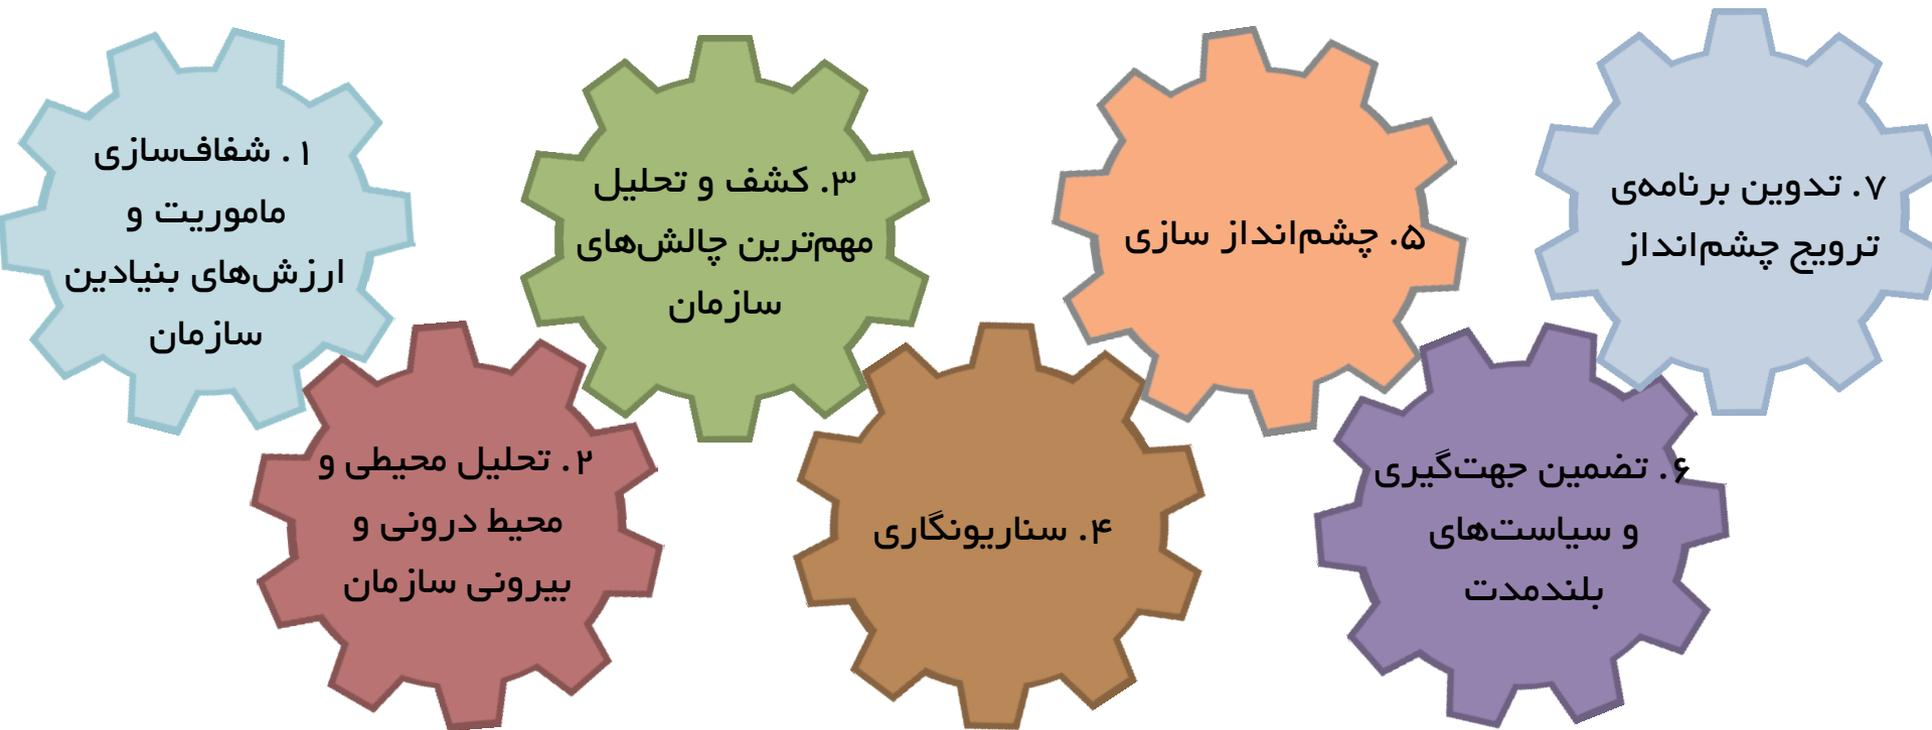 ۱. شفاف‌سازی
ماموریت و
ارزش‌های بنیادین
سازمان
۲. تحلیل محیطی و
محیط درونی و
بیرونی سازمان
۳. کشف و تحلیل
مهم‌ترین چالش‌های
سازمان
۴. سناریونگاری
۵. چشم‌انداز سازی
۶. تضمین جهت‌گیری
و سیاست‌های
بلندمدت
۷. تدوین برنامه‌ی
ترویج چشم‌انداز